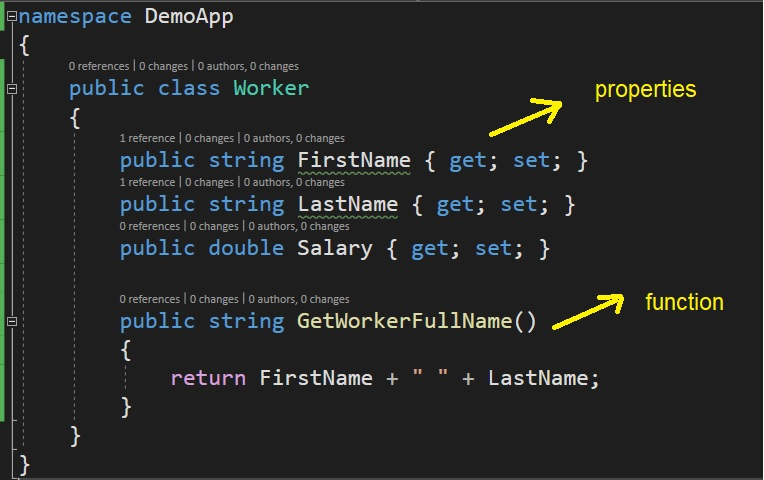 namespace DemoApp
{
0 references | 0 changes | 0 authors, 0 changes
public class Worker
properties
{
1 reference | 0 changes | 0 authors, 0 changes
public string FirstName { get; set; }
1 reference | 0 changes | 0 authors, 0 changes
public string LastName { get; set; }
0 references | 0 changes | 0 authors, 0 changes
public double Salary { get; set; }
0 references | 0 changes | 0 authors, 0 changes
public string GetWorkerFullName()
function
{
return FirstName + " " + LastName;
}
}
}